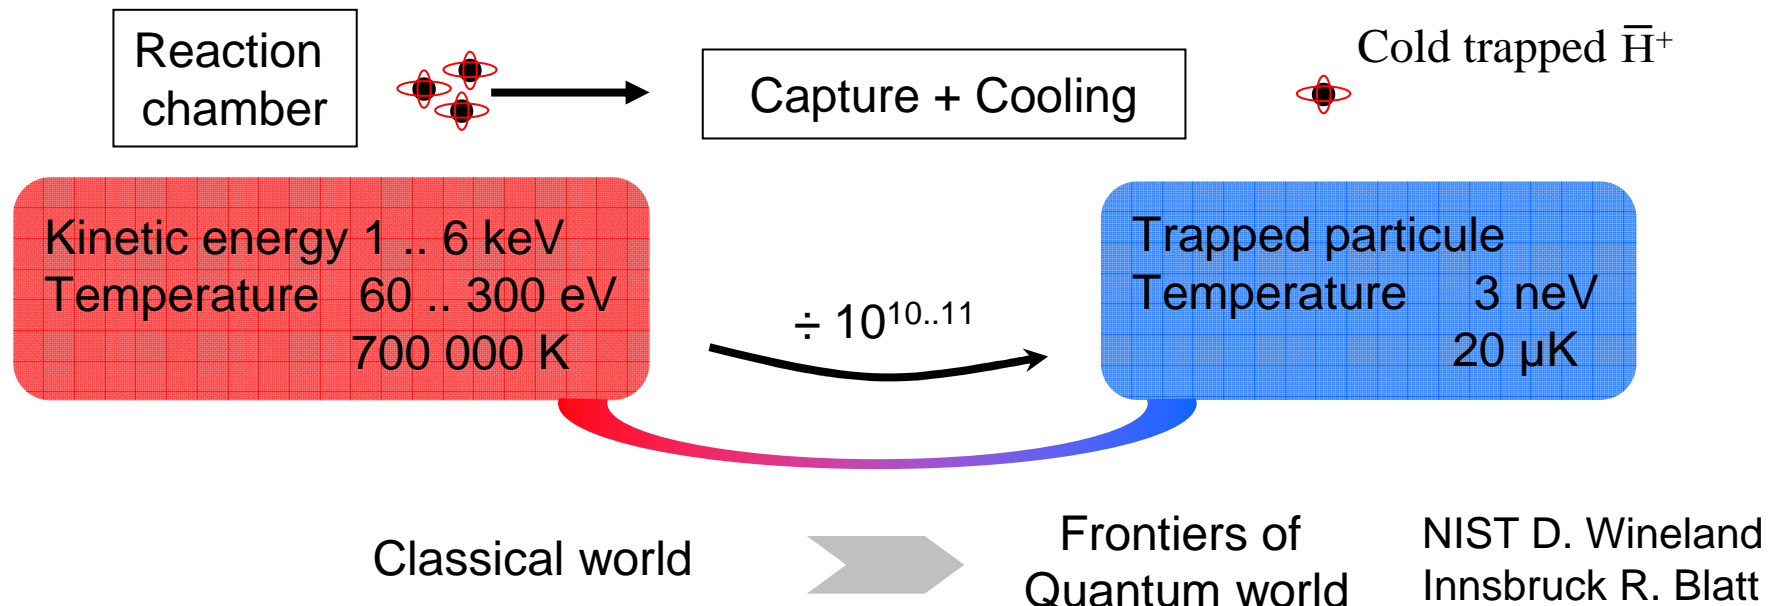 Reaction
chamber
Capture + Cooling
Cold trapped H̅⁺
Kinetic energy 1 .. 6 keV
Temperature 60 .. 300 eV
700 000 K
÷ 10¹⁰··¹¹
Trapped particule
Temperature 3 neV
20 µK
Classical world
Frontiers of
Quantum world
NIST D. Wineland
Innsbruck R. Blatt